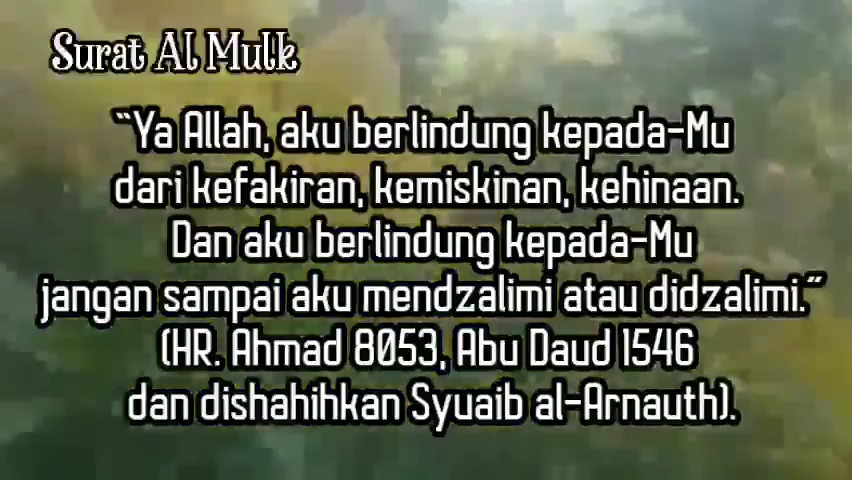 Surat Al Mulk
“Ya Allah, aku berlindung kepada-Mu
dari kefakiran, kemiskinan, kehinaan.
Dan aku berlindung kepada-Mu
jangan sampai aku mendzalimi atau didzalimi.”
(HR. Ahmad 8053, Abu Daud 1546
dan dishahihkan Syuaib al-Arnauth).